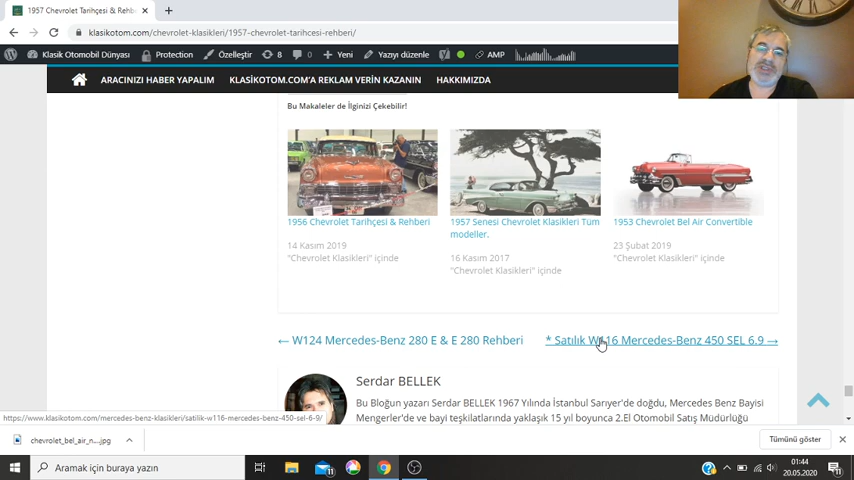 1957 Chevrolet Tarihçesi & Rehb
klasikotom.com/chevrolet-klasikleri/1957-chevrolet-tarihcesi-rehberi/
Klasik Otomobil Dünyası Protection Özelleştir 8 0 Yeni Yazıyı düzenle AMP
ARACINIZI HABER YAPALIM KLASİKOTOM.COM'A REKLAM VERİN KAZANIN HAKKIMIZDA
Bu Makaleler de İlginizi Çekebilir!
1956 Chevrolet Tarihçesi & Rehberi
14 Kasım 2019
"Chevrolet Klasikleri" içinde
1957 Senesi Chevrolet Klasikleri Tüm
modeller.
16 Kasım 2017
"Chevrolet Klasikleri" içinde
1953 Chevrolet Bel Air Convertible
23 Şubat 2019
"Chevrolet Klasikleri" içinde
← W124 Mercedes-Benz 280 E & E 280 Rehberi
* Satılık W116 Mercedes-Benz 450 SEL 6.9 →
Serdar BELLEK
Bu Bloğun yazarı Serdar BELLEK 1967 Yılında İstanbul Sarıyer'de doğdu, Mercedes Benz Bayisi
Mengerler'de ve bayi teşkilatlarında yaklaşık 15 yıl boyunca 2.El Otomobil Satış Müdürlüğü
https://www.klasikotom.com/mercedes-benz-klasikleri/satilik-w116-mercedes-benz-450-sel-6-9/
chevrolet_bel_air_n....jpg
Tümünü göster
Aramak için buraya yazın
11
01:44
20.05.2020
11